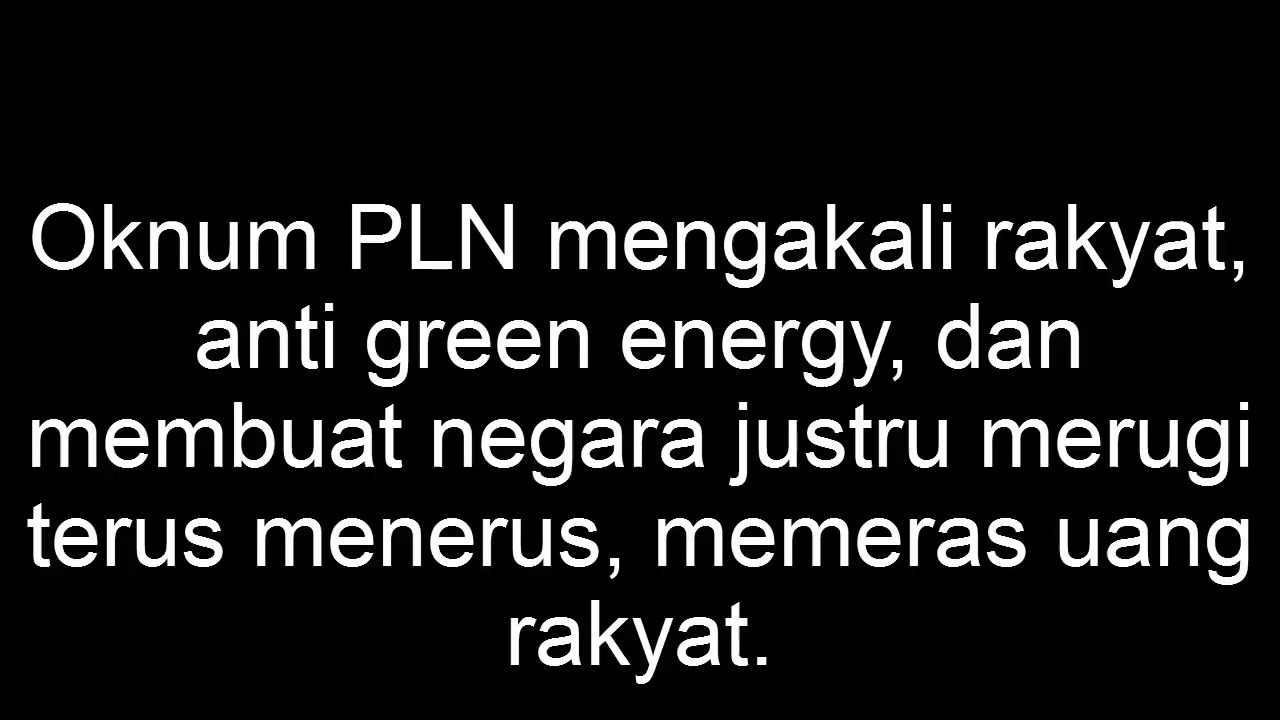 Oknum PLN mengakali rakyat,
anti green energy, dan
membuat negara justru merugi
terus menerus, memeras uang
rakyat.